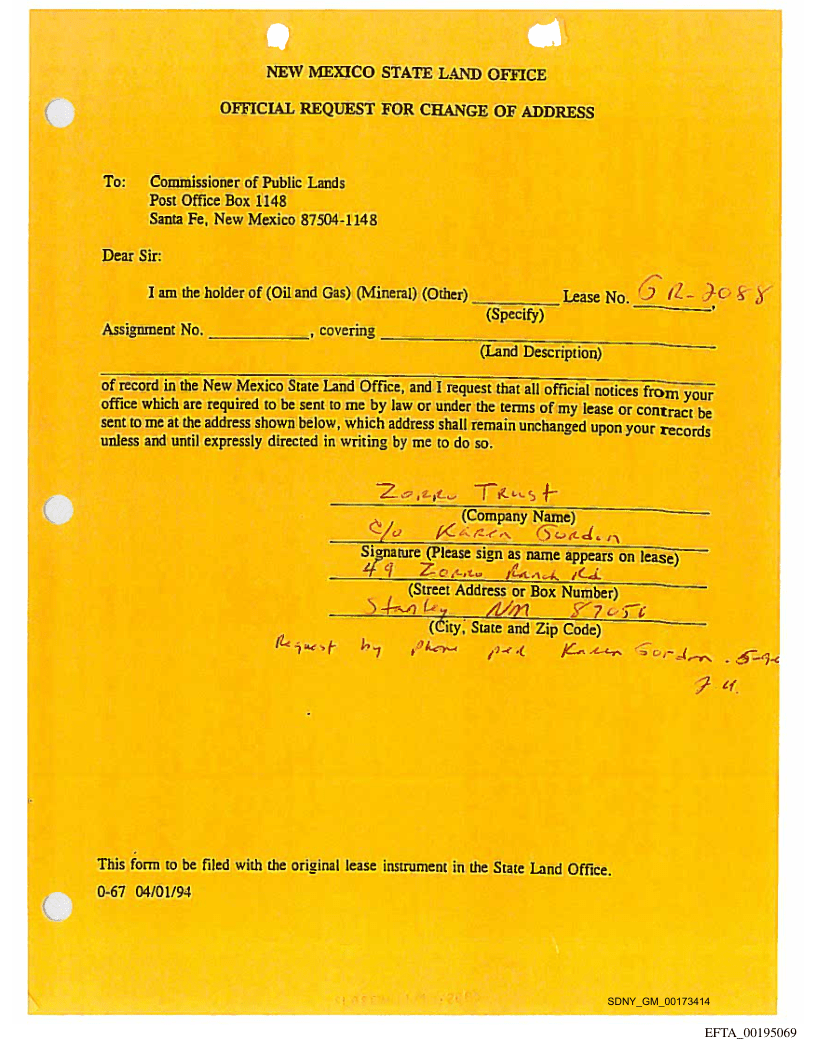 NEW MEXICO STATE LAND OFFICE
OFFICIAL REQUEST FOR CHANGE OF ADDRESS
To: Commissioner of Public Lands
Post Office Box 1148
Santa Fe, New Mexico 87504-1148
Dear Sir:
I am the holder of (Oil and Gas) (Mineral) (Other) __________ Lease No. GR-2088,
(Specify)
Assignment No. ____________, covering ____________
(Land Description)
of record in the New Mexico State Land Office, and I request that all official notices from your
office which are required to be sent to me by law or under the terms of my lease or contract be
sent to me at the address shown below, which address shall remain unchanged upon your records
unless and until expressly directed in writing by me to do so.
Zorro Trust
(Company Name)
c/o Karen Gordon
Signature (Please sign as name appears on lease)
49 Zorro Ranch Rd
(Street Address or Box Number)
Stanley NM 87056
(City, State and Zip Code)
Request by phone per Karen Gordon.
This form to be filed with the original lease instrument in the State Land Office.
0-67 04/01/94
SDNY_GM_00173414
EFTA_00195069